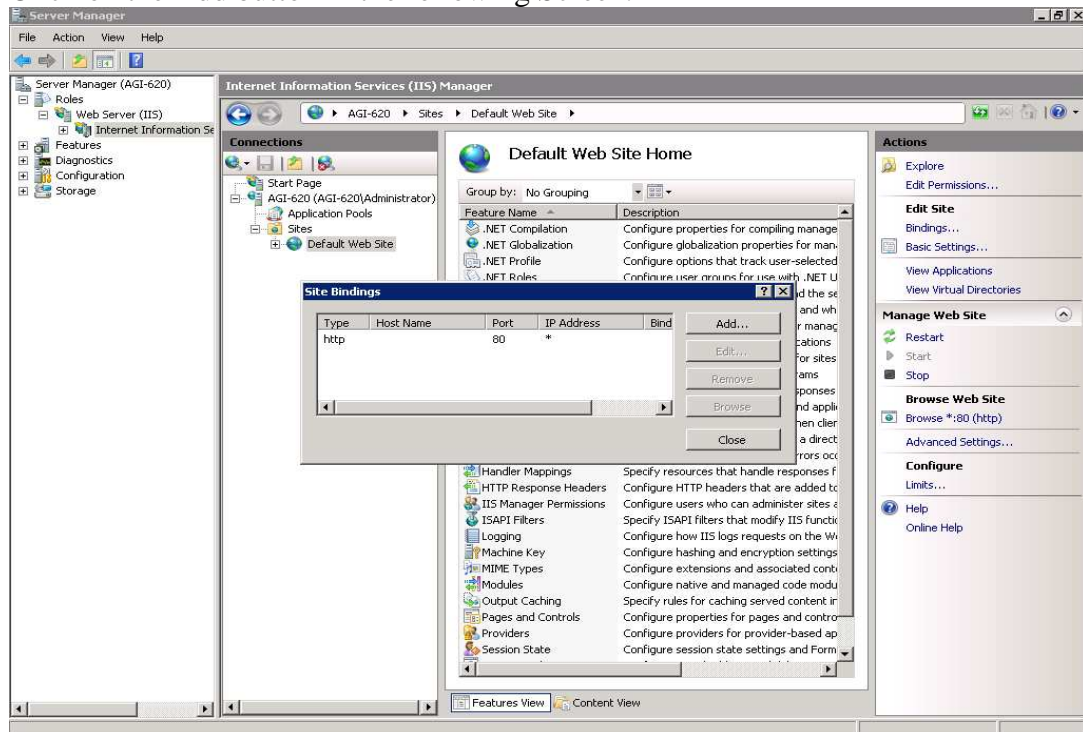 Server Manager
File Action View Help
Server Manager (AGI-620)
Roles
Web Server (IIS)
Internet Information Se
Features
Diagnostics
Configuration
Storage
Internet Information Services (IIS) Manager
AGI-620 Sites Default Web Site
Connections
Start Page
AGI-620 (AGI-620\Administrator)
Application Pools
Sites
Default Web Site
Default Web Site Home
Group by: No Grouping
Feature Name Description
.NET Compilation Configure properties for compiling manage
.NET Globalization Configure globalization properties for man
.NET Profile Configure options that track user-selected
.NET Roles Configure user groups for use with .NET U
Site Bindings
Type Host Name Port IP Address Bind
http 80 *
Add...
Edit...
Remove
Browse
Close
Handler Mappings Specify resources that handle responses f
HTTP Response Headers Configure HTTP headers that are added to
IIS Manager Permissions Configure users who can administer sites a
ISAPI Filters Specify ISAPI filters that modify IIS functio
Logging Configure how IIS logs requests on the We
Machine Key Configure hashing and encryption settings
MIME Types Configure extensions and associated cont
Modules Configure native and managed code modu
Output Caching Specify rules for caching served content in
Pages and Controls Configure properties for pages and contro
Providers Configure providers for provider-based ap
Session State Configure session state settings and Form
Features View Content View
Actions
Explore
Edit Permissions...
Edit Site
Bindings...
Basic Settings...
View Applications
View Virtual Directories
Manage Web Site
Restart
Start
Stop
Browse Web Site
Browse *:80 (http)
Advanced Settings...
Configure
Limits...
Help
Online Help